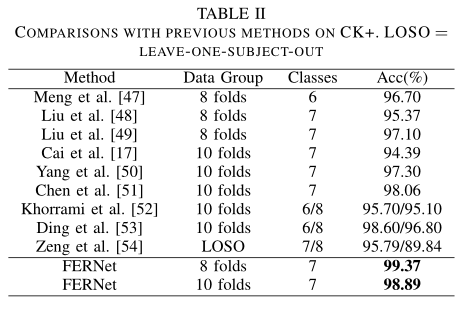 TABLE II
COMPARISONS WITH PREVIOUS METHODS ON CK+. LOSO =
LEAVE-ONE-SUBJECT-OUT
Method Data Group Classes Acc(%)
Meng et al. [47] 8 folds 6 96.70
Liu et al. [48] 8 folds 7 95.37
Liu et al. [49] 8 folds 7 97.10
Cai et al. [17] 10 folds 7 94.39
Yang et al. [50] 10 folds 7 97.30
Chen et al. [51] 10 folds 7 98.06
Khorrami et al. [52] 10 folds 6/8 95.70/95.10
Ding et al. [53] 10 folds 6/8 98.60/96.80
Zeng et al. [54] LOSO 7/8 95.79/89.84
FERNet 8 folds 7 99.37
FERNet 10 folds 7 98.89